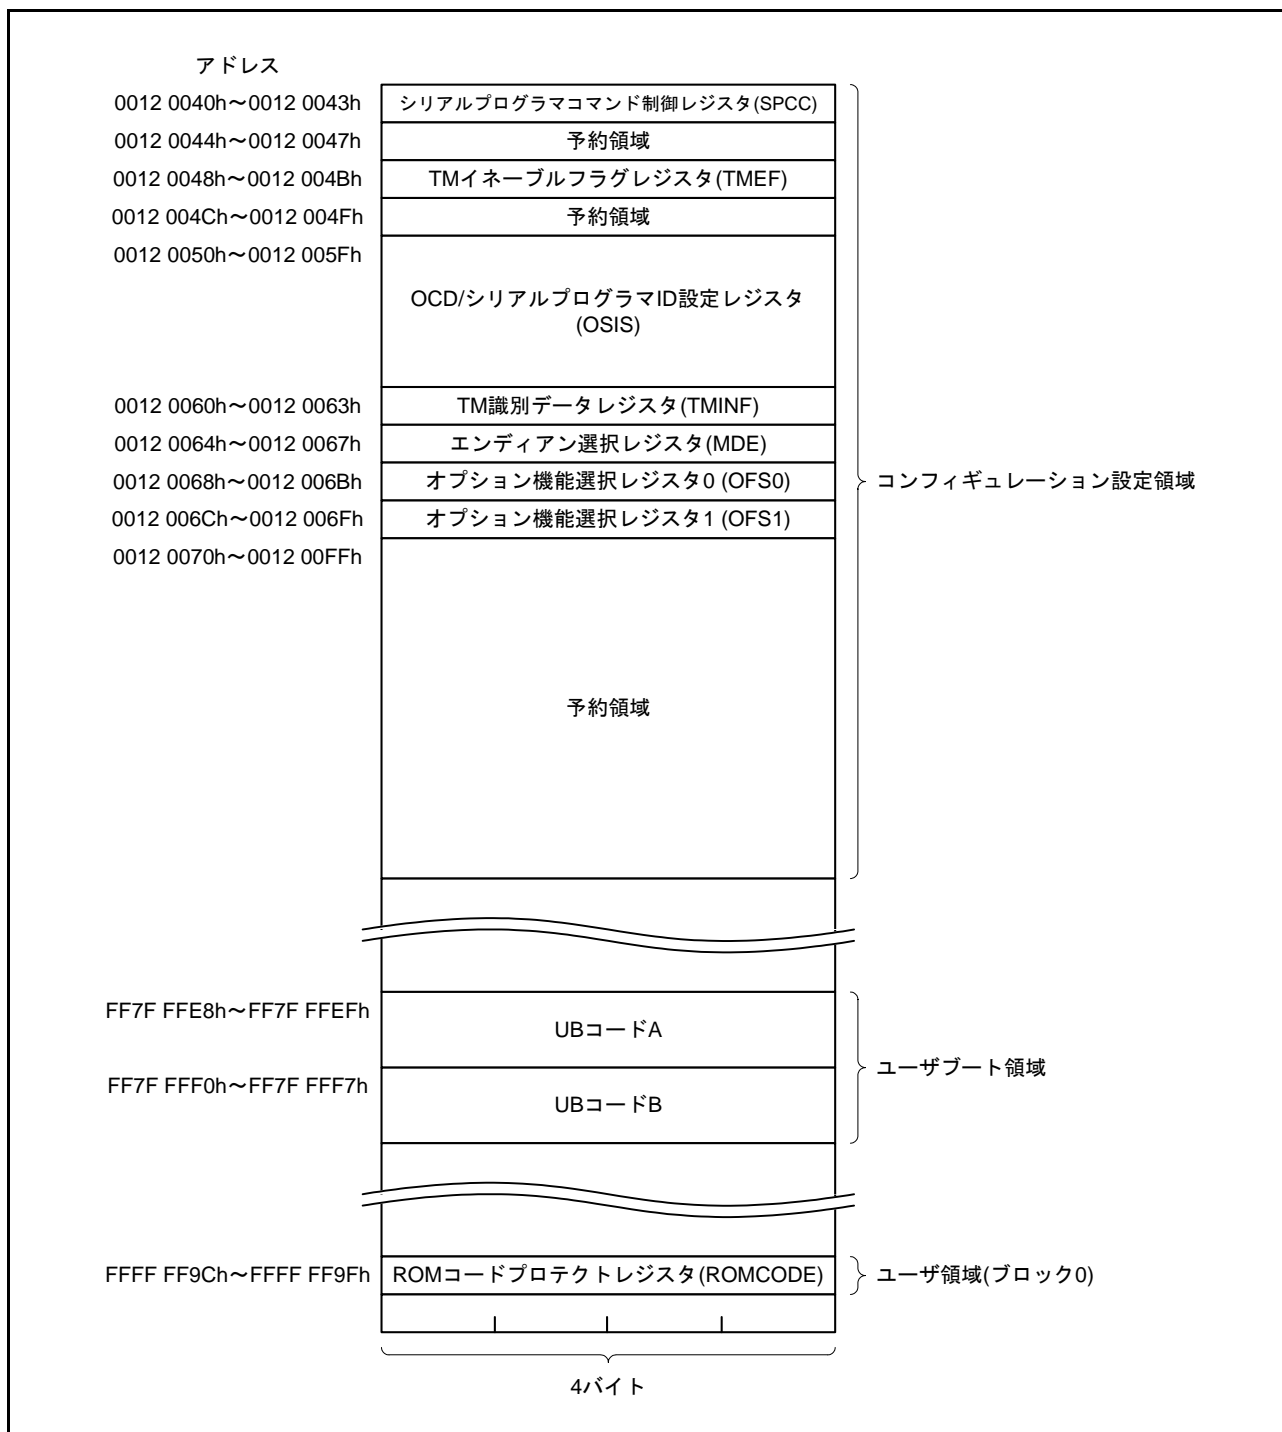 アドレス
0012 0040h～0012 0043h シリアルプログラマコマンド制御レジスタ(SPCC)
0012 0044h～0012 0047h 予約領域
0012 0048h～0012 004Bh TMイネーブルフラグレジスタ(TMEF)
0012 004Ch～0012 004Fh 予約領域
0012 0050h～0012 005Fh
OCD/シリアルプログラマID設定レジスタ
(OSIS)
0012 0060h～0012 0063h TM識別データレジスタ(TMINF)
0012 0064h～0012 0067h エンディアン選択レジスタ(MDE)
0012 0068h～0012 006Bh オプション機能選択レジスタ0 (OFS0) コンフィギュレーション設定領域
0012 006Ch～0012 006Fh オプション機能選択レジスタ1 (OFS1)
0012 0070h～0012 00FFh
予約領域
FF7F FFE8h～FF7F FFEFh
UBコードA
ユーザブート領域
FF7F FFF0h～FF7F FFF7h
UBコードB
FFFF FF9Ch～FFFF FF9Fh ROMコードプロテクトレジスタ(ROMCODE) ユーザ領域(ブロック0)
4バイト